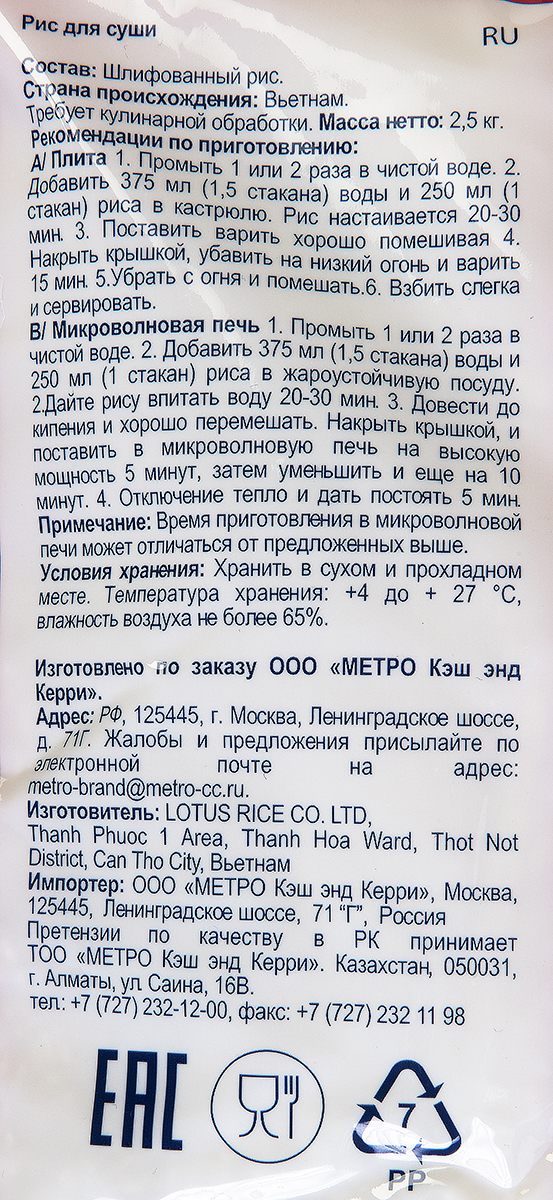 Рис для суши
RU
Состав: Шлифованный рис.
Страна происхождения: Вьетнам.
Требует кулинарной обработки. Масса нетто: 2,5 кг.
Рекомендации по приготовлению:
А/ Плита 1. Промыть 1 или 2 раза в чистой воде. 2.
Добавить 375 мл (1,5 стакана) воды и 250 мл (1
стакан) риса в кастрюлю. Рис настаивается 20-30
мин. 3. Поставить варить хорошо помешивая 4.
Накрыть крышкой, убавить на низкий огонь и варить
15 мин. 5.Убрать с огня и помешать.6. Взбить слегка
и сервировать.
В/ Микроволновая печь 1. Промыть 1 или 2 раза в
чистой воде. 2. Добавить 375 мл (1,5 стакана) воды и
250 мл (1 стакан) риса в жароустойчивую посуду.
2.Дайте рису впитать воду 20-30 мин. 3. Довести до
кипения и хорошо перемешать. Накрыть крышкой, и
поставить в микроволновую печь на высокую
мощность 5 минут, затем уменьшить и еще на 10
минут. 4. Отключение тепло и дать постоять 5 мин.
Примечание: Время приготовления в микроволновой
печи может отличаться от предложенных выше.
Условия хранения: Хранить в сухом и прохладном
месте. Температура хранения: +4 до + 27 °С,
влажность воздуха не более 65%.
Изготовлено по заказу ООО «МЕТРО Кэш энд
Керри».
Адрес: РФ, 125445, г. Москва, Ленинградское шоссе,
д. 71Г. Жалобы и предложения присылайте по
электронной почте на адрес:
metro-brand@metro-cc.ru.
Изготовитель: LOTUS RICE CO. LTD,
Thanh Phuoc 1 Area, Thanh Hoa Ward, Thot Not
District, Can Tho City, Вьетнам
Импортер: ООО «МЕТРО Кэш энд Керри», Москва,
125445, Ленинградское шоссе, 71 “Г”, Россия
Претензии по качеству в РК принимает
ТОО «МЕТРО Кэш энд Керри». Казахстан, 050031,
г. Алматы, ул. Саина, 16В.
тел: +7 (727) 232-12-00, факс: +7 (727) 232 11 98
EAC
7
PP